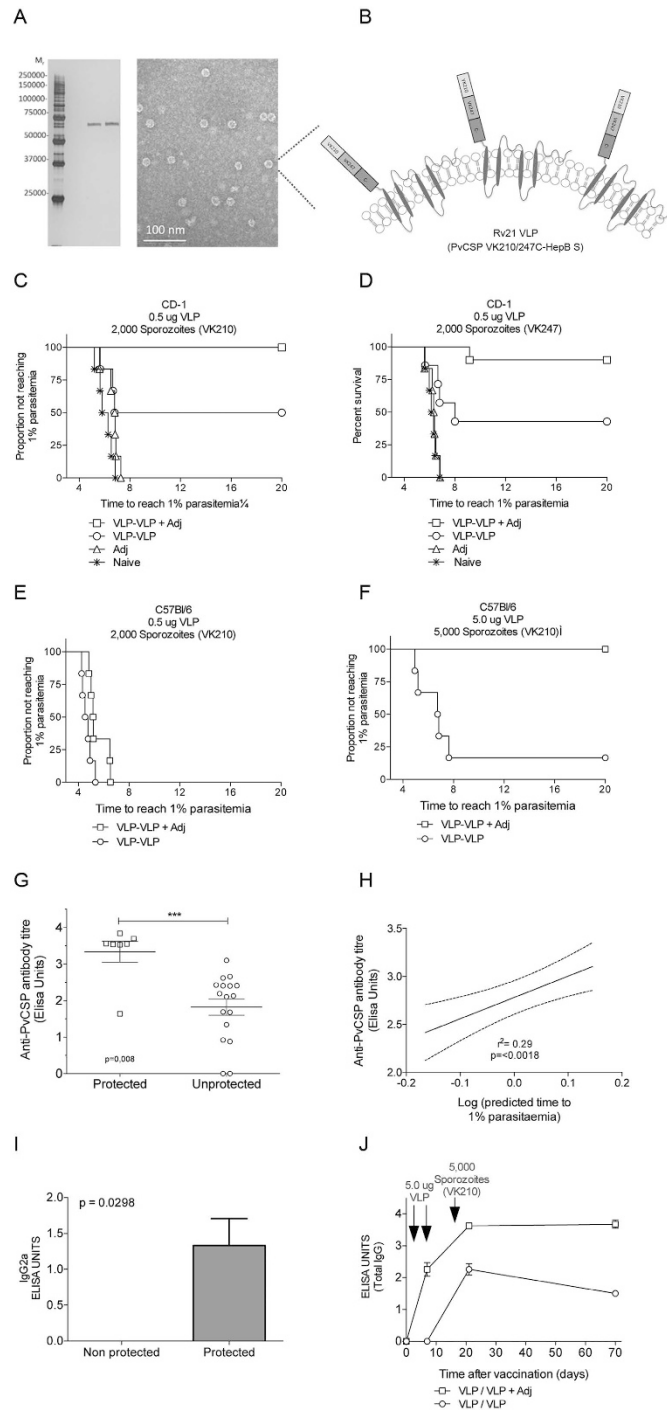 A
B
Mr
250000
150000
100000
75000
50000
37000
25000
100 nm
VK210
VK247
C
VK210
VK247
C
VK210
VK247
C
Rv21 VLP
(PvCSP VK210/247C-HepB S)
C
D
CD-1
0.5 ug VLP
2,000 Sporozoites (VK210)
Proportion not reaching
1% parasitemia
100
75
50
25
0
4 8 12 16 20
Time to reach 1% parasitemia¼
VLP-VLP + Adj
VLP-VLP
Adj
Naive
CD-1
0.5 ug VLP
2,000 Sporozoites (VK247)
Percent survival
100
75
50
25
0
4 8 12 16 20
Time to reach 1% parasitemia
VLP-VLP + Adj
VLP-VLP
Adj
Naive
E
F
C57Bl/6
0.5 ug VLP
2,000 Sporozoites (VK210)
Proportion not reaching
1% parasitemia
100
75
50
25
0
4 8 12 16 20
Time to reach 1% parasitemia
VLP-VLP + Adj
VLP-VLP
C57Bl/6
5.0 ug VLP
5,000 Sporozoites (VK210)İ
Proportion not reaching
1% parasitemia
100
75
50
25
0
4 8 12 16 20
Time to reach 1% parasitemia
VLP-VLP + Adj
VLP-VLP
G
H
Anti-PvCSP antibody titre
(Elisa Units)
4
3
2
1
0
***
p=0,008
Protected Unprotected
Anti-PvCSP antibody titre
(Elisa Units)
3.5
3.0
2.5
2.0
r2= 0.29
p=<0.0018
-0.2 -0.1 0.0 0.1 0.2
Log (predicted time to
1% parasitaemia)
I
J
IgG2a
ELISA UNITS
2.0
1.5
1.0
0.5
0.0
p = 0.0298
Non protected Protected
5.0 ug
VLP
5,000
Sporozoites
(VK210)
ELISA UNITS
(Total IgG)
4
3
2
1
0
0 10 20 30 40 50 60 70
Time after vaccination (days)
VLP / VLP + Adj
VLP / VLP